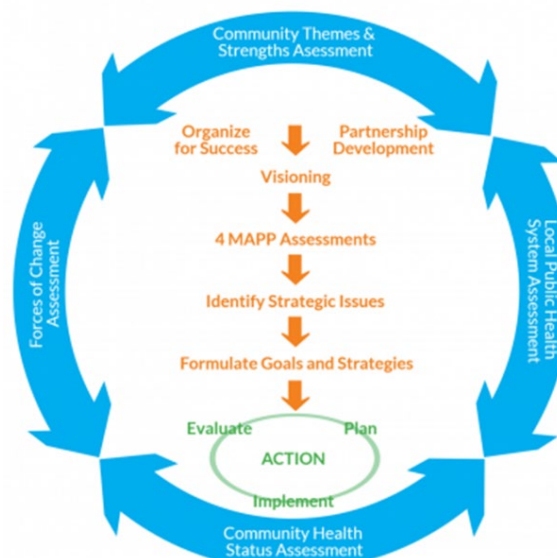 Community Themes &
Strengths Asessment
Organize
for Success
Partnership
Development
Visioning
4 MAPP Assessments
Identify Strategic Issues
Formulate Goals and Strategies
Evaluate
Plan
ACTION
Implement
Forces of Change
Assessment
Local Public Health
System Assessment
Community Health
Status Assessment